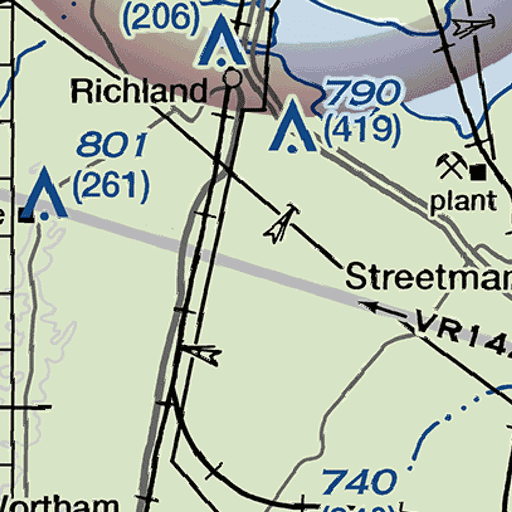 (206)
Richland
790
(419)
801
(261)
plant
Streetman
VR14
740
Wortham